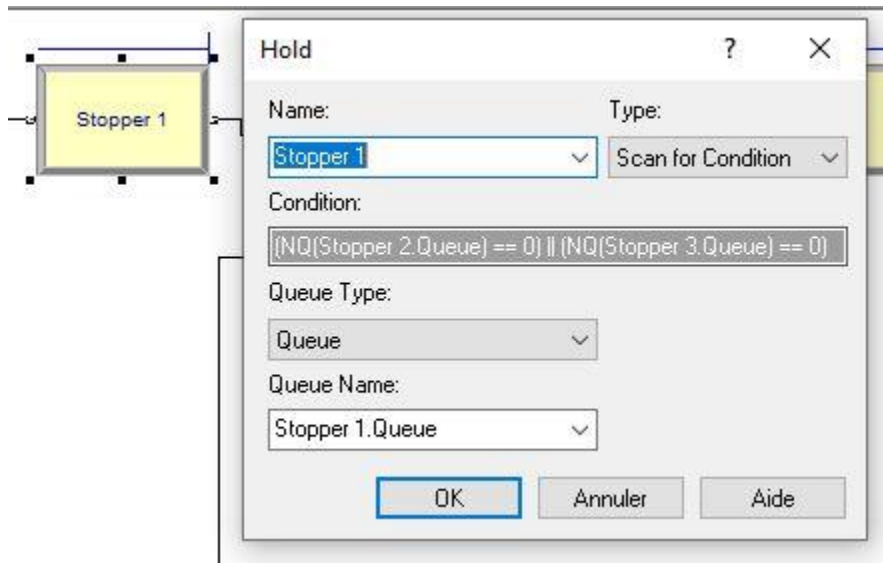 Stopper 1
Hold
?
Name:
Type:
Stopper 1
Scan for Condition
Condition:
(NQ(Stopper 2.Queue) == 0) || (NQ(Stopper 3.Queue) == 0)
Queue Type:
Queue
Queue Name:
Stopper 1.Queue
OK
Annuler
Aide